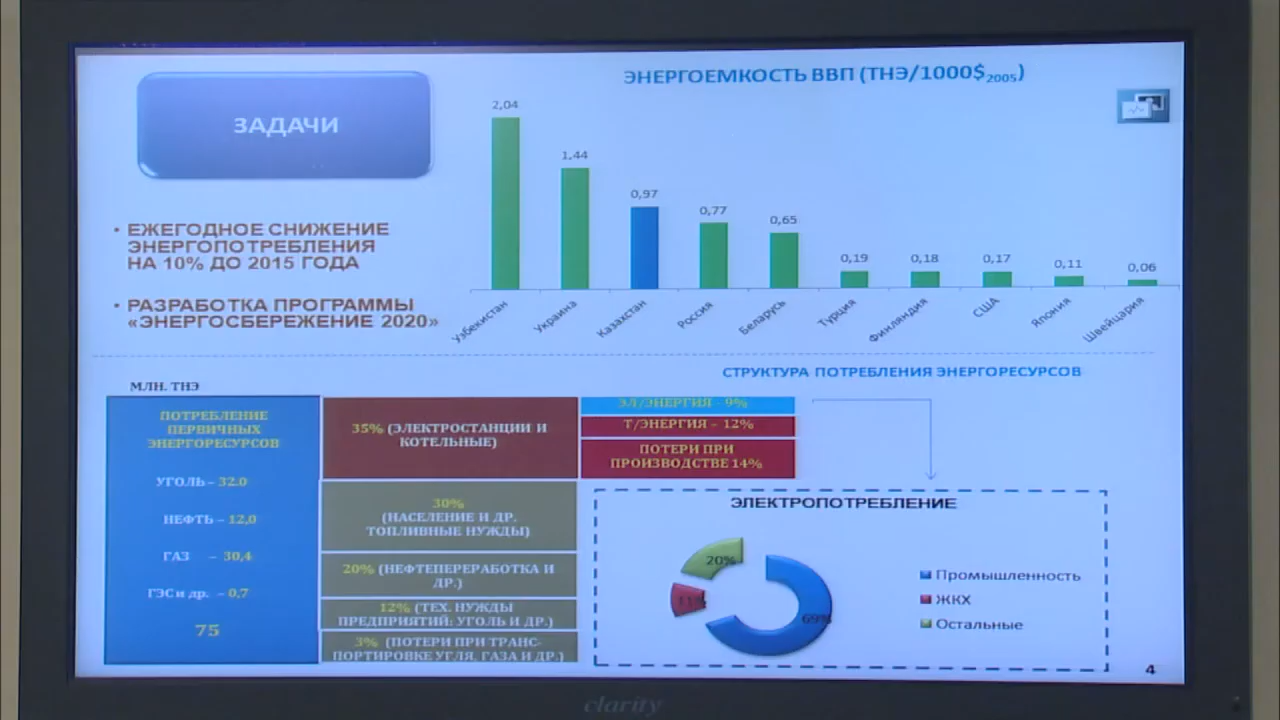 ЗАДАЧИ
• ЕЖЕГОДНОЕ СНИЖЕНИЕ
ЭНЕРГОПОТРЕБЛЕНИЯ
НА 10% ДО 2015 ГОДА
• РАЗРАБОТКА ПРОГРАММЫ
«ЭНЕРГОСБЕРЕЖЕНИЕ 2020»
ЭНЕРГОЕМКОСТЬ ВВП (ТНЭ/1000$2005)
2,04
1,44
0,97
0,77
0,65
0,19
0,18
0,17
0,11
0,06
Узбекистан
Украина
Казахстан
Россия
Беларусь
Турция
Финляндия
США
Япония
Швейцария
СТРУКТУРА ПОТРЕБЛЕНИЯ ЭНЕРГОРЕСУРСОВ
МЛН. ТНЭ
ПОТРЕБЛЕНИЕ
ПЕРВИЧНЫХ
ЭНЕРГОРЕСУРСОВ
УГОЛЬ – 32.0
НЕФТЬ – 12,0
ГАЗ – 30,4
ГЭС и др. – 0,7
75
35% (ЭЛЕКТРОСТАНЦИИ И
КОТЕЛЬНЫЕ)
30%
(НАСЕЛЕНИЕ И ДР.
ТОПЛИВНЫЕ НУЖДЫ)
20% (НЕФТЕПЕРЕРАБОТКА И
ДР.)
12% (ТЕХ. НУЖДЫ
ПРЕДПРИЯТИЙ: УГОЛЬ И ДР.)
3% (ПОТЕРИ ПРИ ТРАНС-
ПОРТИРОВКЕ УГЛЯ, ГАЗА И ДР.)
ЭЛ/ЭНЕРГИЯ – 9%
Т/ЭНЕРГИЯ – 12%
ПОТЕРИ ПРИ
ПРОИЗВОДСТВЕ 14%
ЭЛЕКТРОПОТРЕБЛЕНИЕ
20%
11%
69%
Промышленность
ЖКХ
Остальные
4
clarity